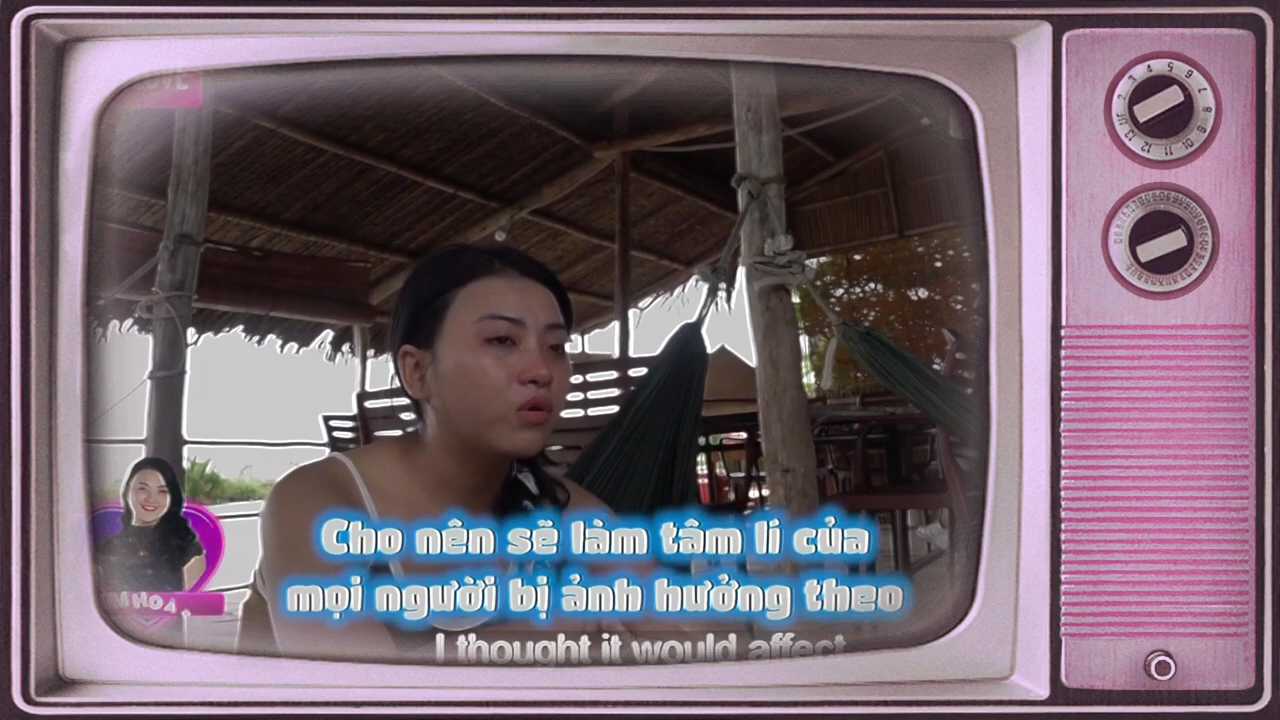 Cho nên sẽ làm tâm lí của
mọi người bị ảnh hưởng theo
I thought it would affect